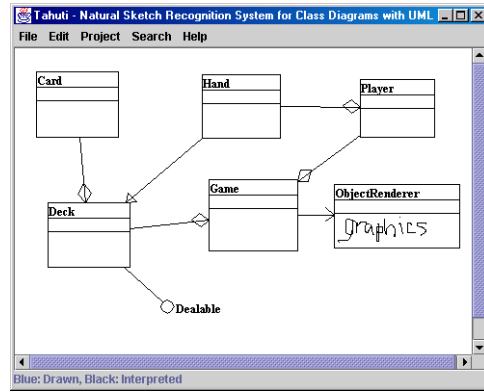 Tahuti - Natural Sketch Recognition System for Class Diagrams with UML
File Edit Project Search Help
Card
Hand
Player
Deck
Game
ObjectRenderer
graphics
Dealable
Blue: Drawn, Black: Interpreted